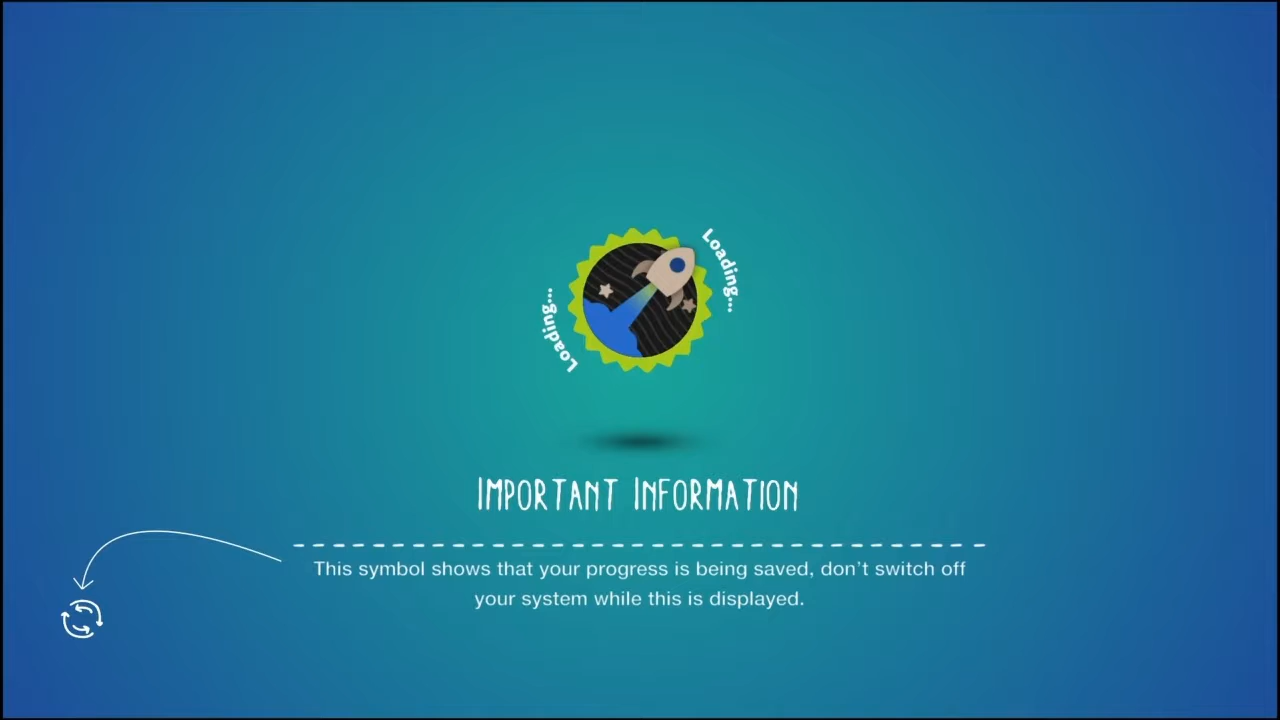 Loading...
Loading...
IMPORTANT INFORMATION
This symbol shows that your progress is being saved, don't switch off
your system while this is displayed.